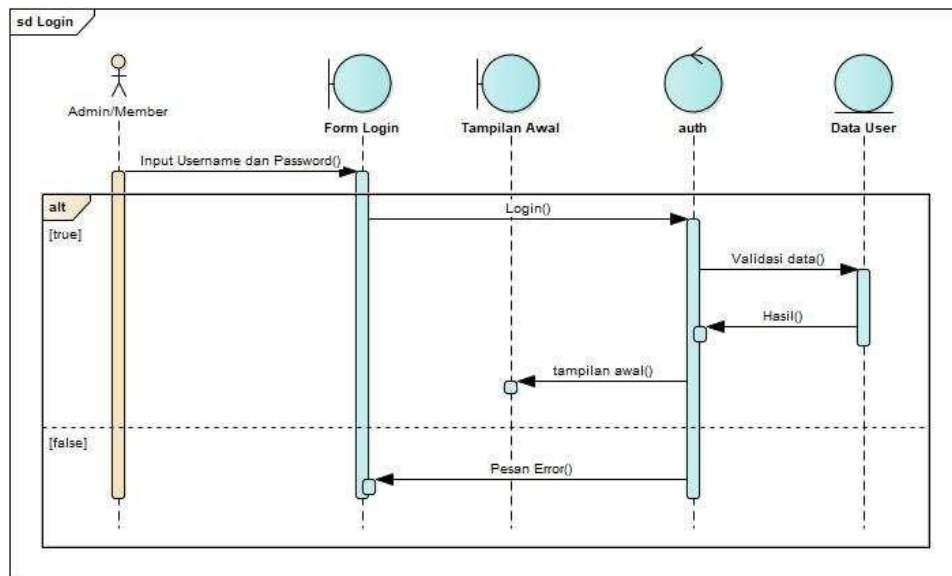 sd Login
Admin/Member
Form Login
Tampilan Awal
auth
Data User
Input Username dan Password()
alt
[true]
Login()
Validasi data()
Hasil()
tampilan awal()
[false]
Pesan Error()